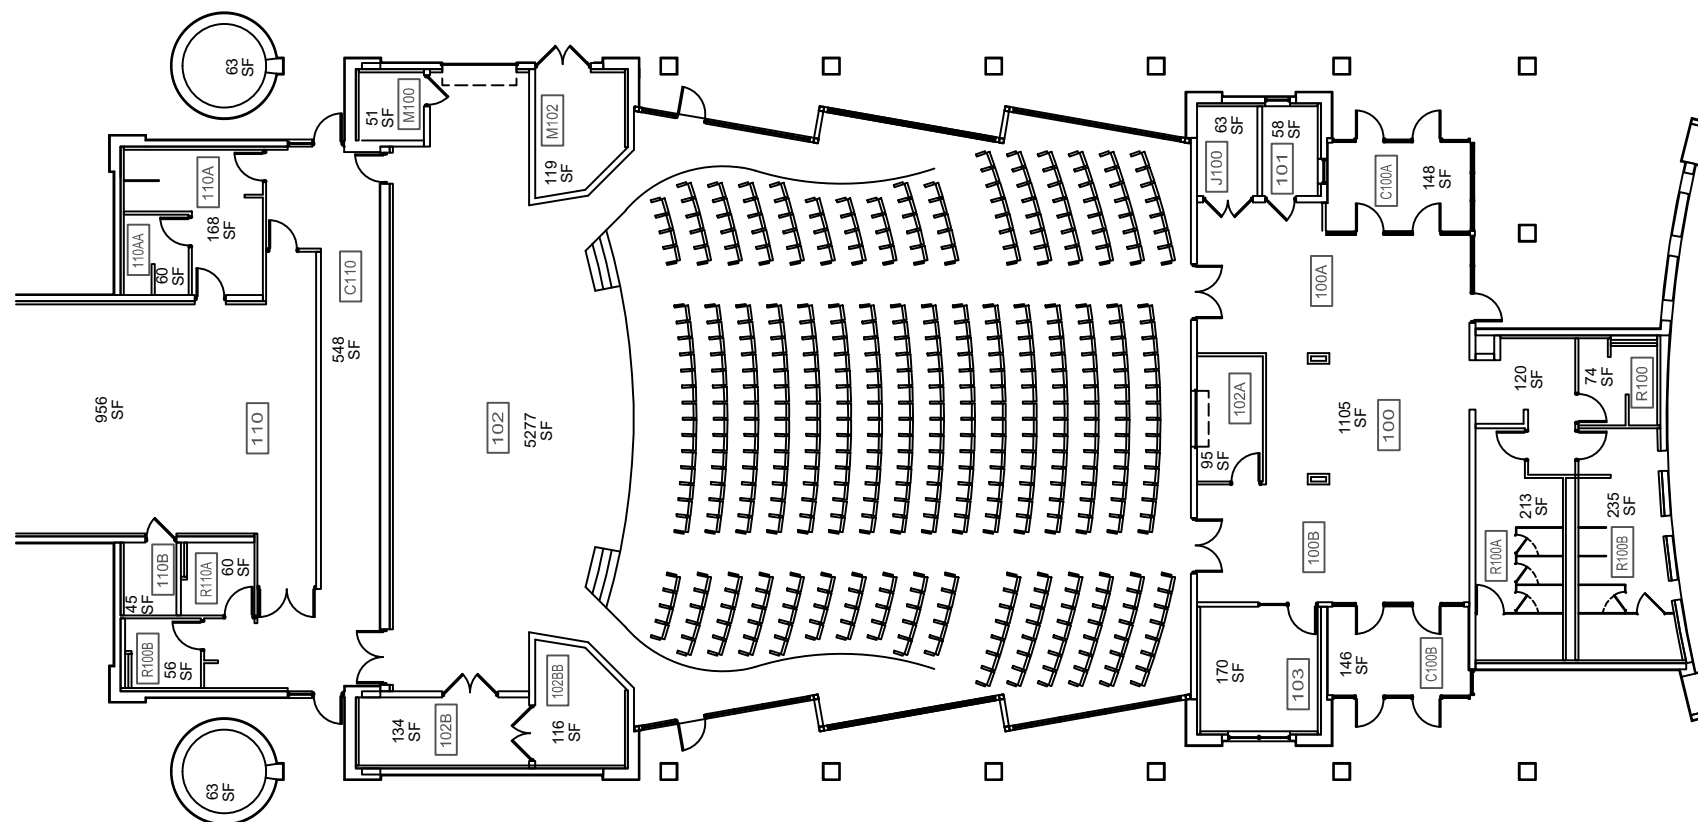 63
SF
51
SF
M100
M102
119
SF
110A
168
SF
110AA
60
SF
C110
548
SF
956
SF
110
102
5277
SF
63
SF
J100
58
SF
101
C100A
148
SF
100A
102A
95
SF
1105
SF
100
120
SF
74
SF
R100
213
SF
235
SF
R100A
R100B
100B
110B
45
SF
R110A
60
SF
R100B
56
SF
134
SF
102B
102BB
116
SF
170
SF
103
146
SF
C100B
63
SF